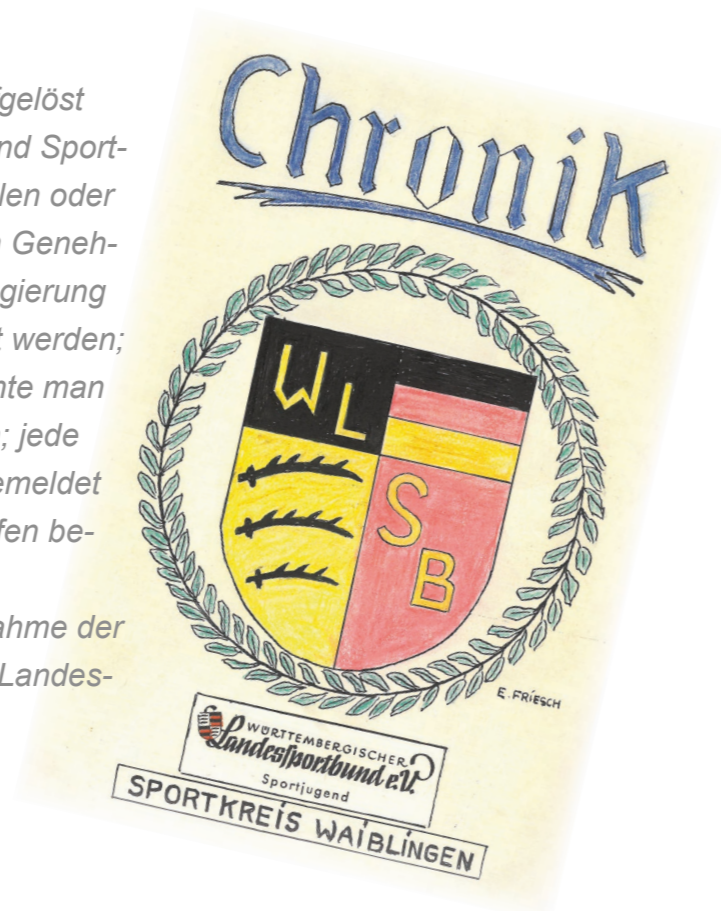 gelöst
nd Sport-
len oder
Geneh-
gierung
werden;
te man
; jede
emeldet
fen be-
ahme der
Landes-
Chronik
WL
SB
E. FRIESCH
WÜRTTEMBERGISCHER
Landessportbund e.V.
Sportjugend
SPORTKREIS WAIBLINGEN